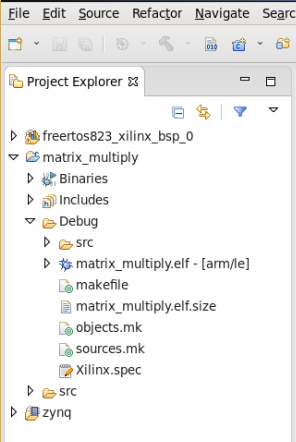 File Edit Source Refactor Navigate Searc
010
Project Explorer
freertos823_xilinx_bsp_0
matrix_multiply
Binaries
Includes
Debug
src
matrix_multiply.elf - [arm/le]
makefile
matrix_multiply.elf.size
objects.mk
sources.mk
Xilinx.spec
src
zynq